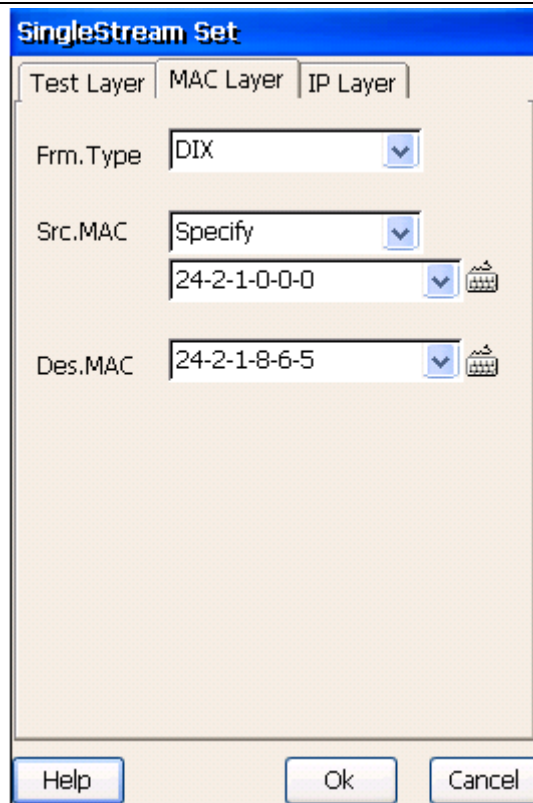 SingleStream Set
Test Layer MAC Layer IP Layer
Frm.Type DIX
Src.MAC Specify
24-2-1-0-0-0
Des.MAC 24-2-1-8-6-5
Help Ok Cancel